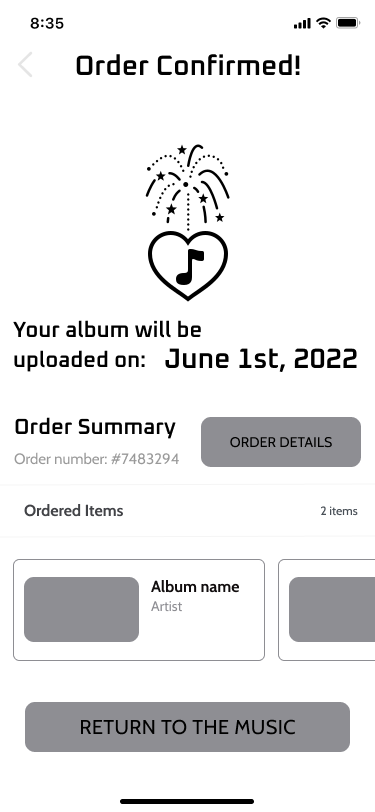 8:35
Order Confirmed!
Your album will be
uploaded on: June 1st, 2022
Order Summary
Order number: #7483294
ORDER DETAILS
Ordered Items
2 items
Album name
Artist
RETURN TO THE MUSIC